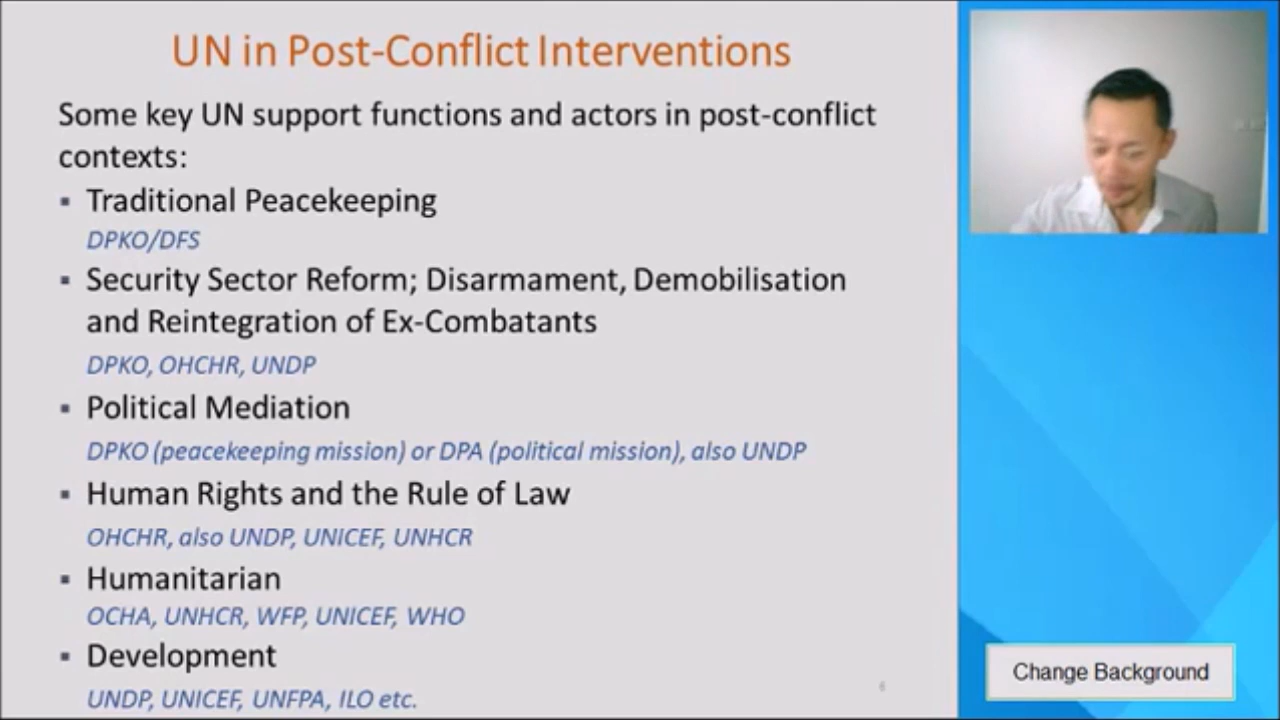 UN in Post-Conflict Interventions
Some key UN support functions and actors in post-conflict
contexts:
▪ Traditional Peacekeeping
DPKO/DFS
▪ Security Sector Reform; Disarmament, Demobilisation
and Reintegration of Ex-Combatants
DPKO, OHCHR, UNDP
▪ Political Mediation
DPKO (peacekeeping mission) or DPA (political mission), also UNDP
▪ Human Rights and the Rule of Law
OHCHR, also UNDP, UNICEF, UNHCR
▪ Humanitarian
OCHA, UNHCR, WFP, UNICEF, WHO
▪ Development
UNDP, UNICEF, UNFPA, ILO etc.
6
Change Background